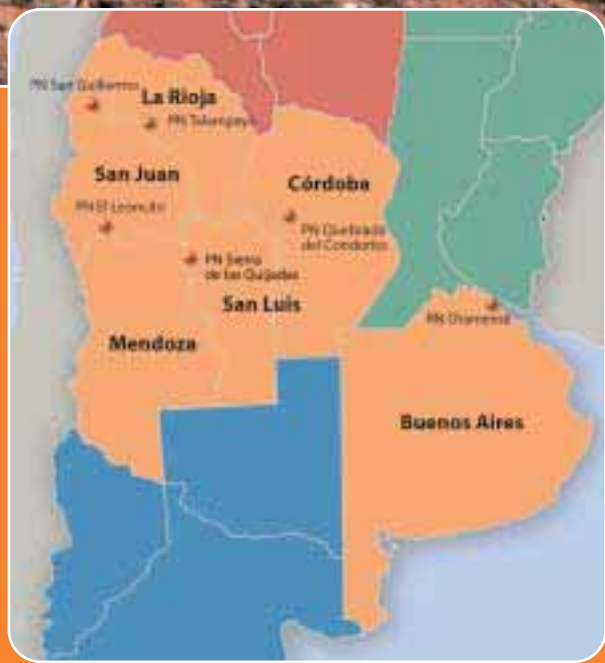 PN San Guillermo
La Rioja
PN Talampaya
San Juan
Córdoba
PN El Leoncito
PN Quebrada
del Condorito
PN Sierra
de las Quijadas
San Luis
PN Otamendi
Mendoza
Buenos Aires